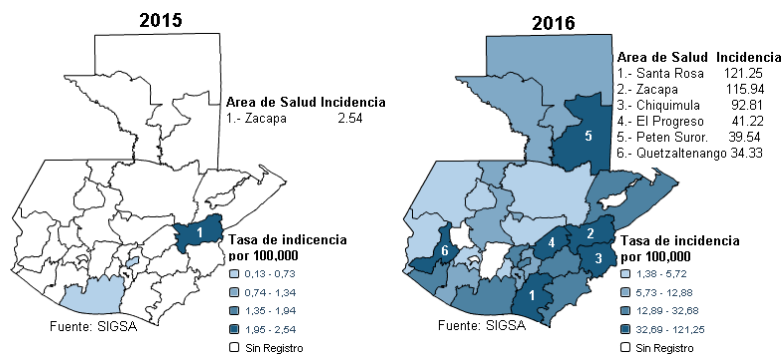 2015
Area de Salud Incidencia
1.- Zacapa 2.54
1
Tasa de indicencia
por 100,000
0,13 - 0,73
0,74 - 1,34
1,35 - 1,94
1,95 - 2,54
Sin Registro
Fuente: SIGSA
2016
Area de Salud Incidencia
1.- Santa Rosa 121.25
2.- Zacapa 115.94
3.- Chiquimula 92.81
4.- El Progreso 41.22
5.- Peten Suror. 39.54
6.- Quetzaltenango 34.33
5
2
4
6
3
1
Tasa de incidencia
por 100,000
1,38 - 5,72
5,73 - 12,88
12,89 - 32,68
32,69 - 121,25
Sin Registro
Fuente: SIGSA